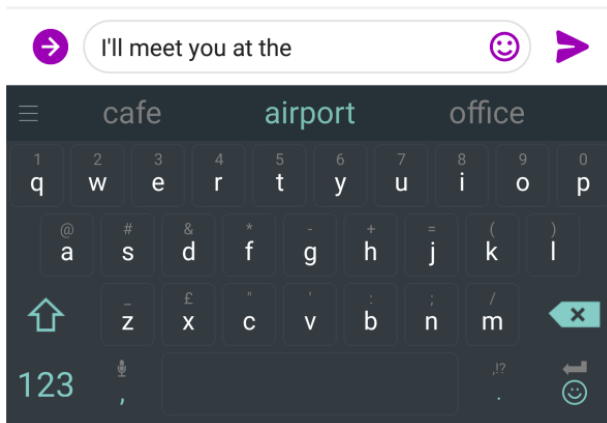 I'll meet you at the
cafe airport office
1 2 3 4 5 6 7 8 9 0
q w e r t y u i o p
@ # & * - + = ( )
a s d f g h j k l
_ £ " ' : ; /
z x c v b n m
123 , ,!? .